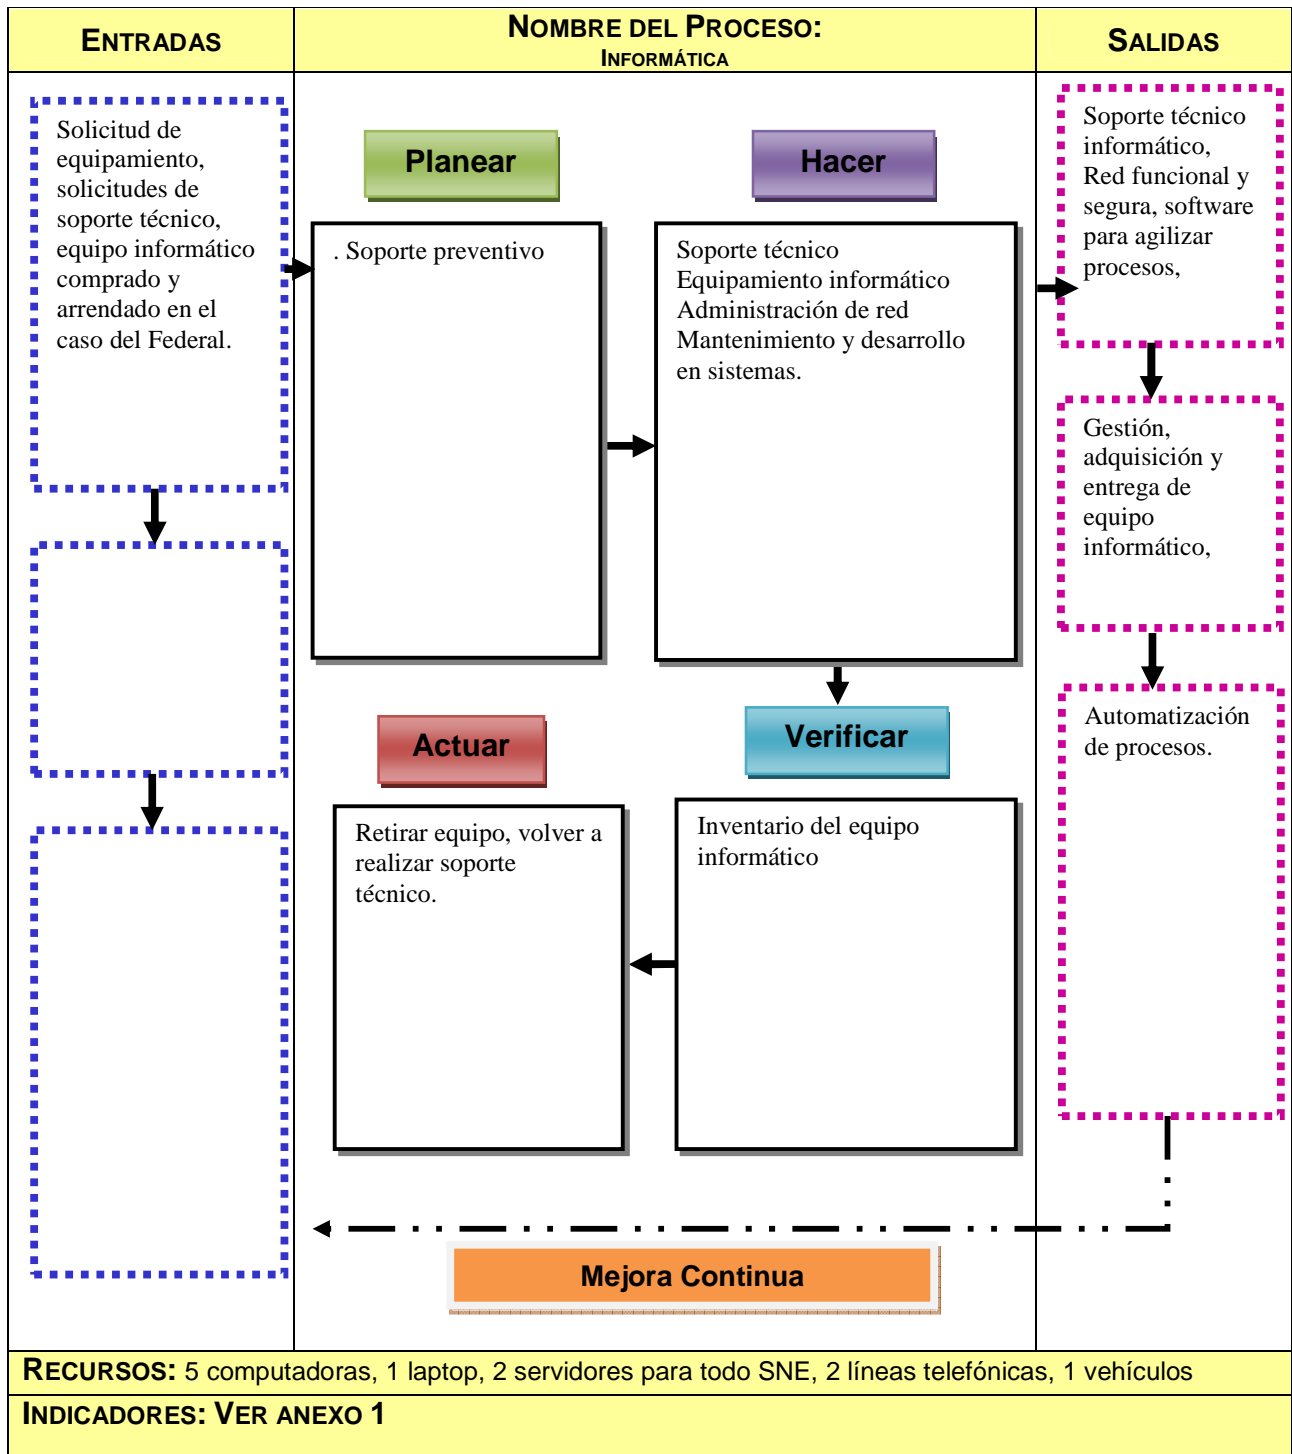 ENTRADAS
NOMBRE DEL PROCESO:
INFORMÁTICA
SALIDAS
Solicitud de
equipamiento,
solicitudes de
soporte técnico,
equipo informático
comprado y
arrendado en el
caso del Federal.
Planear
. Soporte preventivo
Hacer
Soporte técnico
Equipamiento informático
Administración de red
Mantenimiento y desarrollo
en sistemas.
Verificar
Inventario del equipo
informático
Actuar
Retirar equipo, volver a
realizar soporte
técnico.
Soporte técnico
informático,
Red funcional y
segura, software
para agilizar
procesos,
Gestión,
adquisición y
entrega de
equipo
informático,
Automatización
de procesos.
Mejora Continua
RECURSOS: 5 computadoras, 1 laptop, 2 servidores para todo SNE, 2 líneas telefónicas, 1 vehículos
INDICADORES: VER ANEXO 1